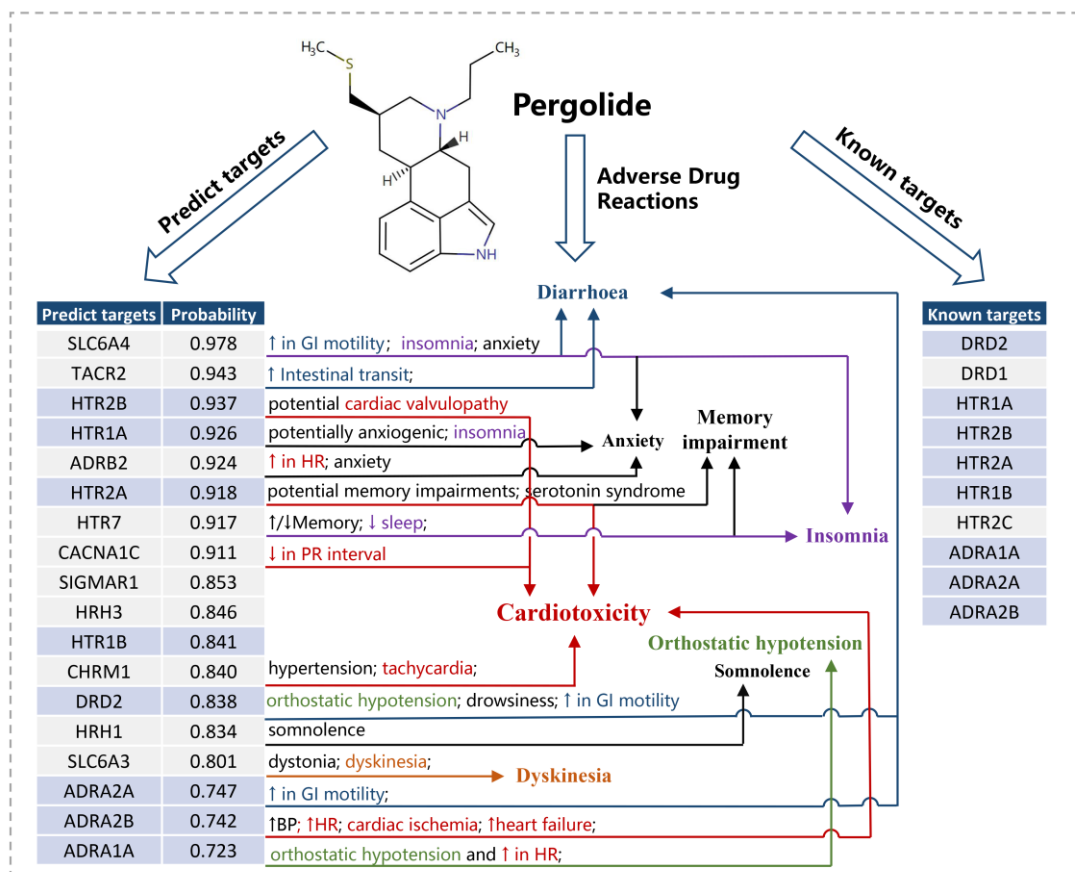 H₃C
CH₃
S
N
H
H
NH
Pergolide
Predict targets
Adverse Drug
Reactions
Known targets
Diarrhoea
Predict targets Probability
SLC6A4 0.978 ↑ in GI motility; insomnia; anxiety
TACR2 0.943 ↑ Intestinal transit;
HTR2B 0.937 potential cardiac valvulopathy
HTR1A 0.926 potentially anxiogenic; insomnia
ADRB2 0.924 ↑ in HR; anxiety
HTR2A 0.918 potential memory impairments; serotonin syndrome
HTR7 0.917 ↑/↓Memory; ↓ sleep;
CACNA1C 0.911 ↓ in PR interval
SIGMAR1 0.853
HRH3 0.846
HTR1B 0.841
CHRM1 0.840 hypertension; tachycardia;
DRD2 0.838 orthostatic hypotension; drowsiness; ↑ in GI motility
HRH1 0.834 somnolence
SLC6A3 0.801 dystonia; dyskinesia;
ADRA2A 0.747 ↑ in GI motility;
ADRA2B 0.742 ↑BP; ↑HR; cardiac ischemia; ↑heart failure;
ADRA1A 0.723 orthostatic hypotension and ↑ in HR;
Anxiety
Memory
impairment
Insomnia
Cardiotoxicity
Orthostatic hypotension
Somnolence
Dyskinesia
Known targets
DRD2
DRD1
HTR1A
HTR2B
HTR2A
HTR1B
HTR2C
ADRA1A
ADRA2A
ADRA2B